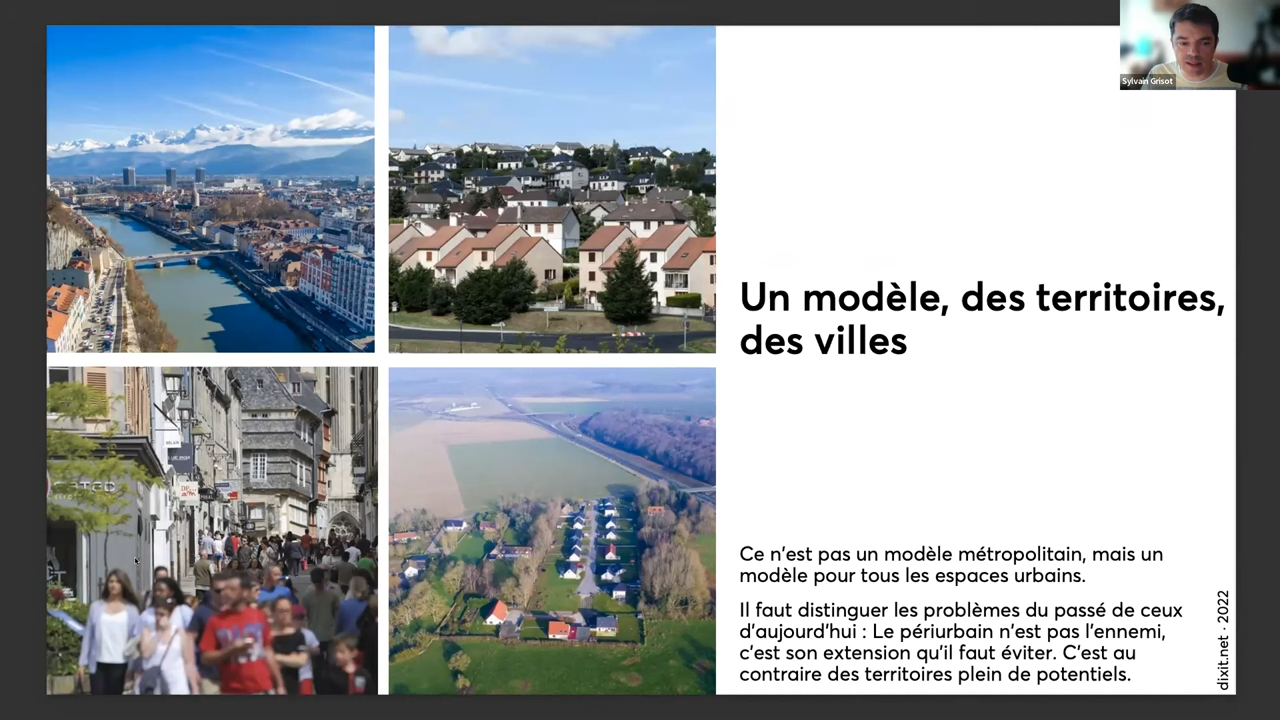 Sylvain Grisot
Un modèle, des territoires,
des villes
Ce n'est pas un modèle métropolitain, mais un
modèle pour tous les espaces urbains.
Il faut distinguer les problèmes du passé de ceux
d'aujourd'hui : Le périurbain n'est pas l'ennemi,
c'est son extension qu'il faut éviter. C'est au
contraire des territoires plein de potentiels.
dixit.net · 2022